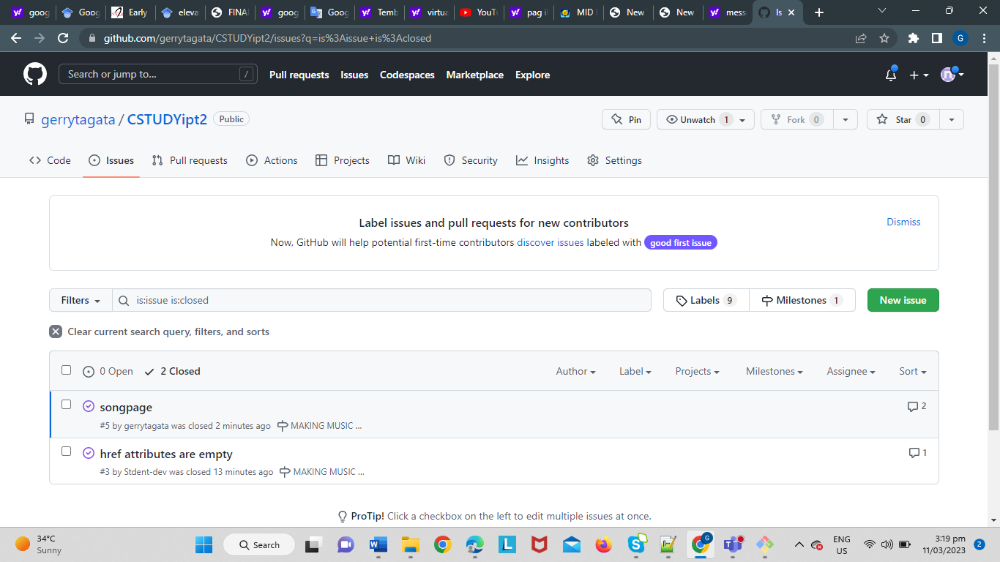 goog Goog Early eleva FINAL goog Goog Temb virtua YouTu pag il MID New New mess Is
github.com/gerrytagata/CSTUDYipt2/issues?q=is%3Aissue+is%3Aclosed G
Search or jump to... / Pull requests Issues Codespaces Marketplace Explore
gerrytagata / CSTUDYipt2 Public Pin Unwatch 1 Fork 0 Star 0
Code Issues Pull requests Actions Projects Wiki Security Insights Settings
Label issues and pull requests for new contributors Dismiss
Now, GitHub will help potential first-time contributors discover issues labeled with good first issue
Filters is:issue is:closed Labels 9 Milestones 1 New issue
Clear current search query, filters, and sorts
0 Open 2 Closed Author Label Projects Milestones Assignee Sort
songpage 2
#5 by gerrytagata was closed 2 minutes ago MAKING MUSIC ...
href attributes are empty 1
#3 by Stdent-dev was closed 13 minutes ago MAKING MUSIC ...
ProTip! Click a checkbox on the left to edit multiple issues at once.
34°C
Sunny
Search
ENG
US
3:19 pm
11/03/2023
2